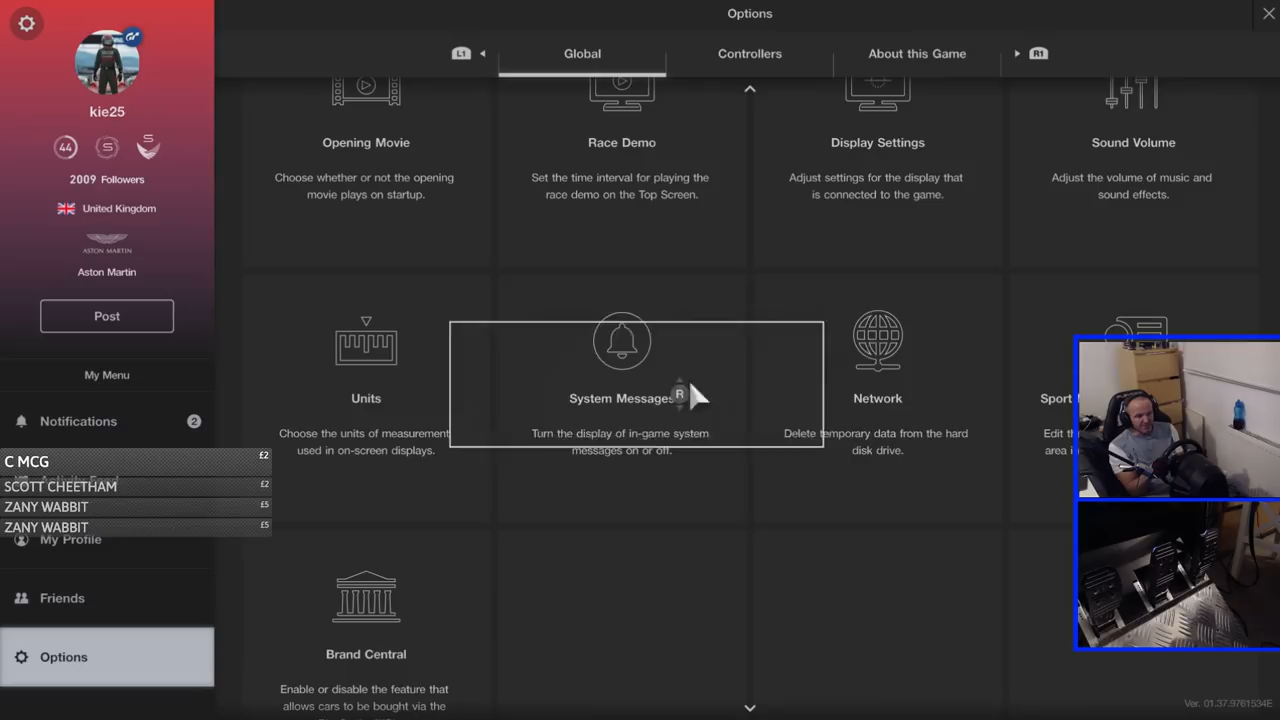 Options
L1
Global
Controllers
About this Game
R1
kie25
44
S
S
2009 Followers
United Kingdom
ASTON MARTIN
Aston Martin
Post
My Menu
Notifications
2
C MCG £2
SCOTT CHEETHAM £2
ZANY WABBIT £5
ZANY WABBIT £5
My Profile
Friends
Options
Opening Movie
Choose whether or not the opening
movie plays on startup.
Race Demo
Set the time interval for playing the
race demo on the Top Screen.
Display Settings
Adjust settings for the display that
is connected to the game.
Sound Volume
Adjust the volume of music and
sound effects.
Units
Choose the units of measurement
used in on-screen displays.
System Messages
R
Turn the display of in-game system
messages on or off.
Network
Delete temporary data from the hard
disk drive.
Sport
Edit the
area i
Brand Central
Enable or disable the feature that
allows cars to be bought via the
Ver. 01.37.9761534E